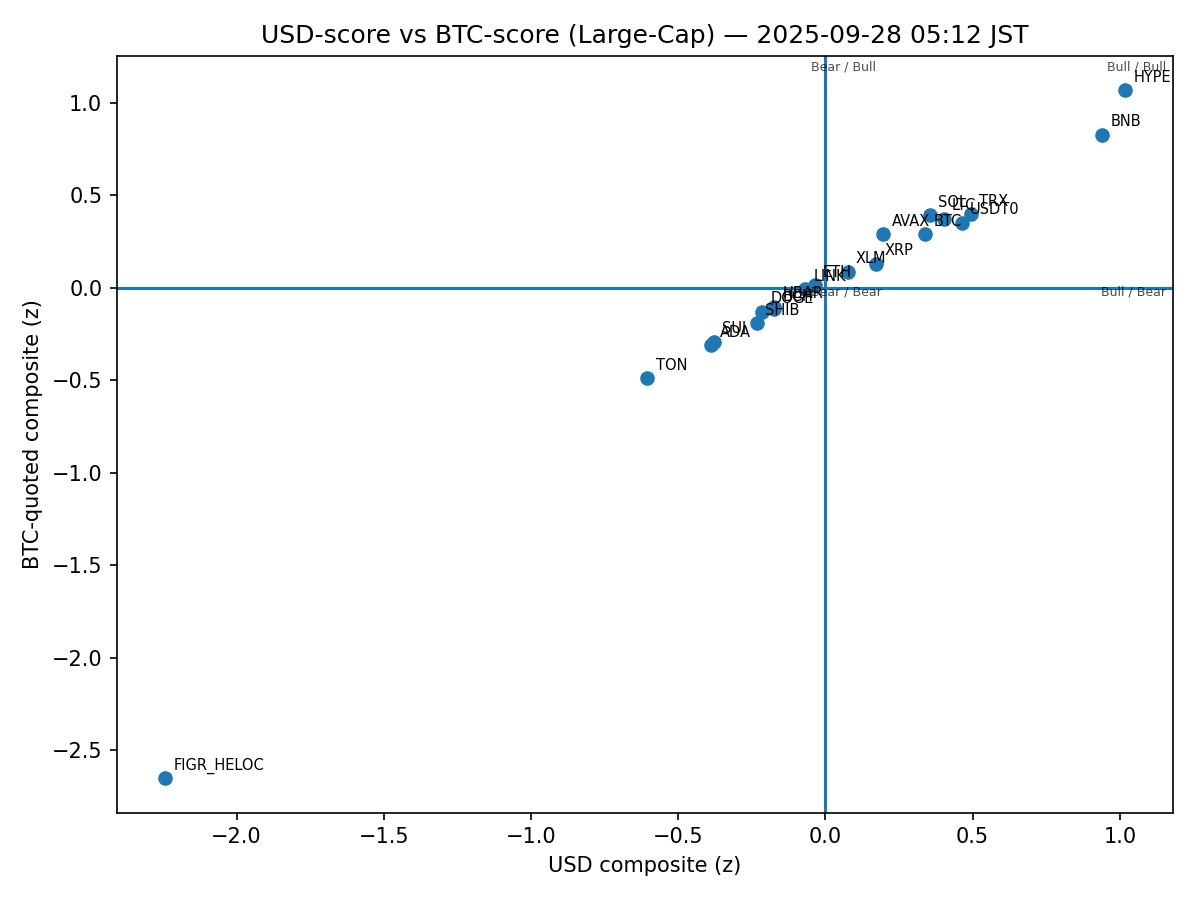 USD-score vs BTC-score (Large-Cap) — 2025-09-28 05:12 JST
Bear / Bull
Bull / Bull
HYPE
BNB
SOL
LTC
TRX
USDT0
AVAX
BTC
XRP
XLM
ETH
LINK
Bear / Bear
Bull / Bear
HBAR
DOGE
SHIB
SUI
ADA
TON
FIGR_HELOC
1.0
0.5
0.0
−0.5
−1.0
−1.5
−2.0
−2.5
−2.0
−1.5
−1.0
−0.5
0.0
0.5
1.0
BTC-quoted composite (z)
USD composite (z)